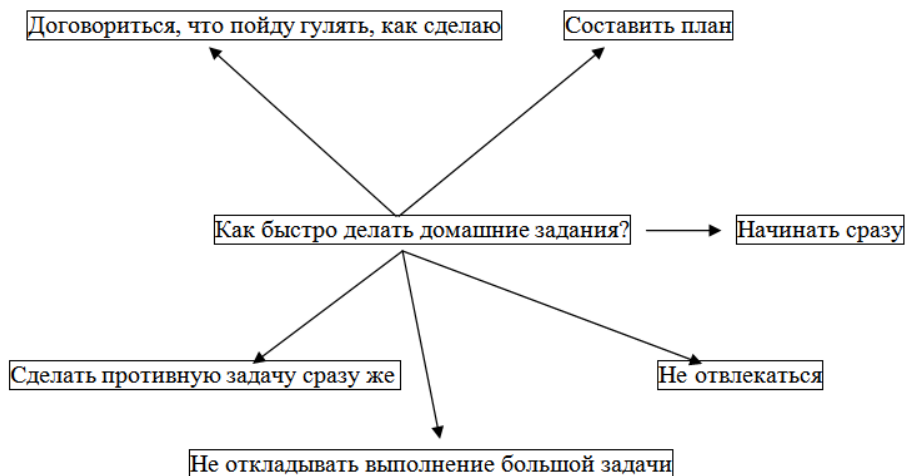 Договориться, что пойду гулять, как сделаю
Составить план
Как быстро делать домашние задания?
Начинать сразу
Сделать противную задачу сразу же
Не отвлекаться
Не откладывать выполнение большой задачи